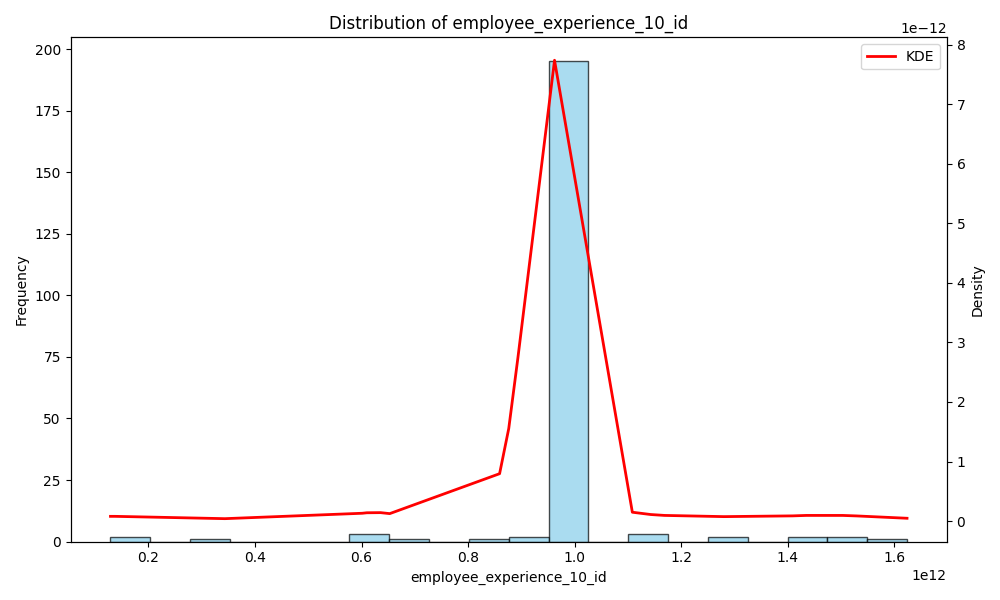 Distribution of employee_experience_10_id
1e−12
KDE
200
175
150
125
100
75
50
25
0
Frequency
8
7
6
5
4
3
2
1
0
Density
0.2 0.4 0.6 0.8 1.0 1.2 1.4 1.6
1e12
employee_experience_10_id